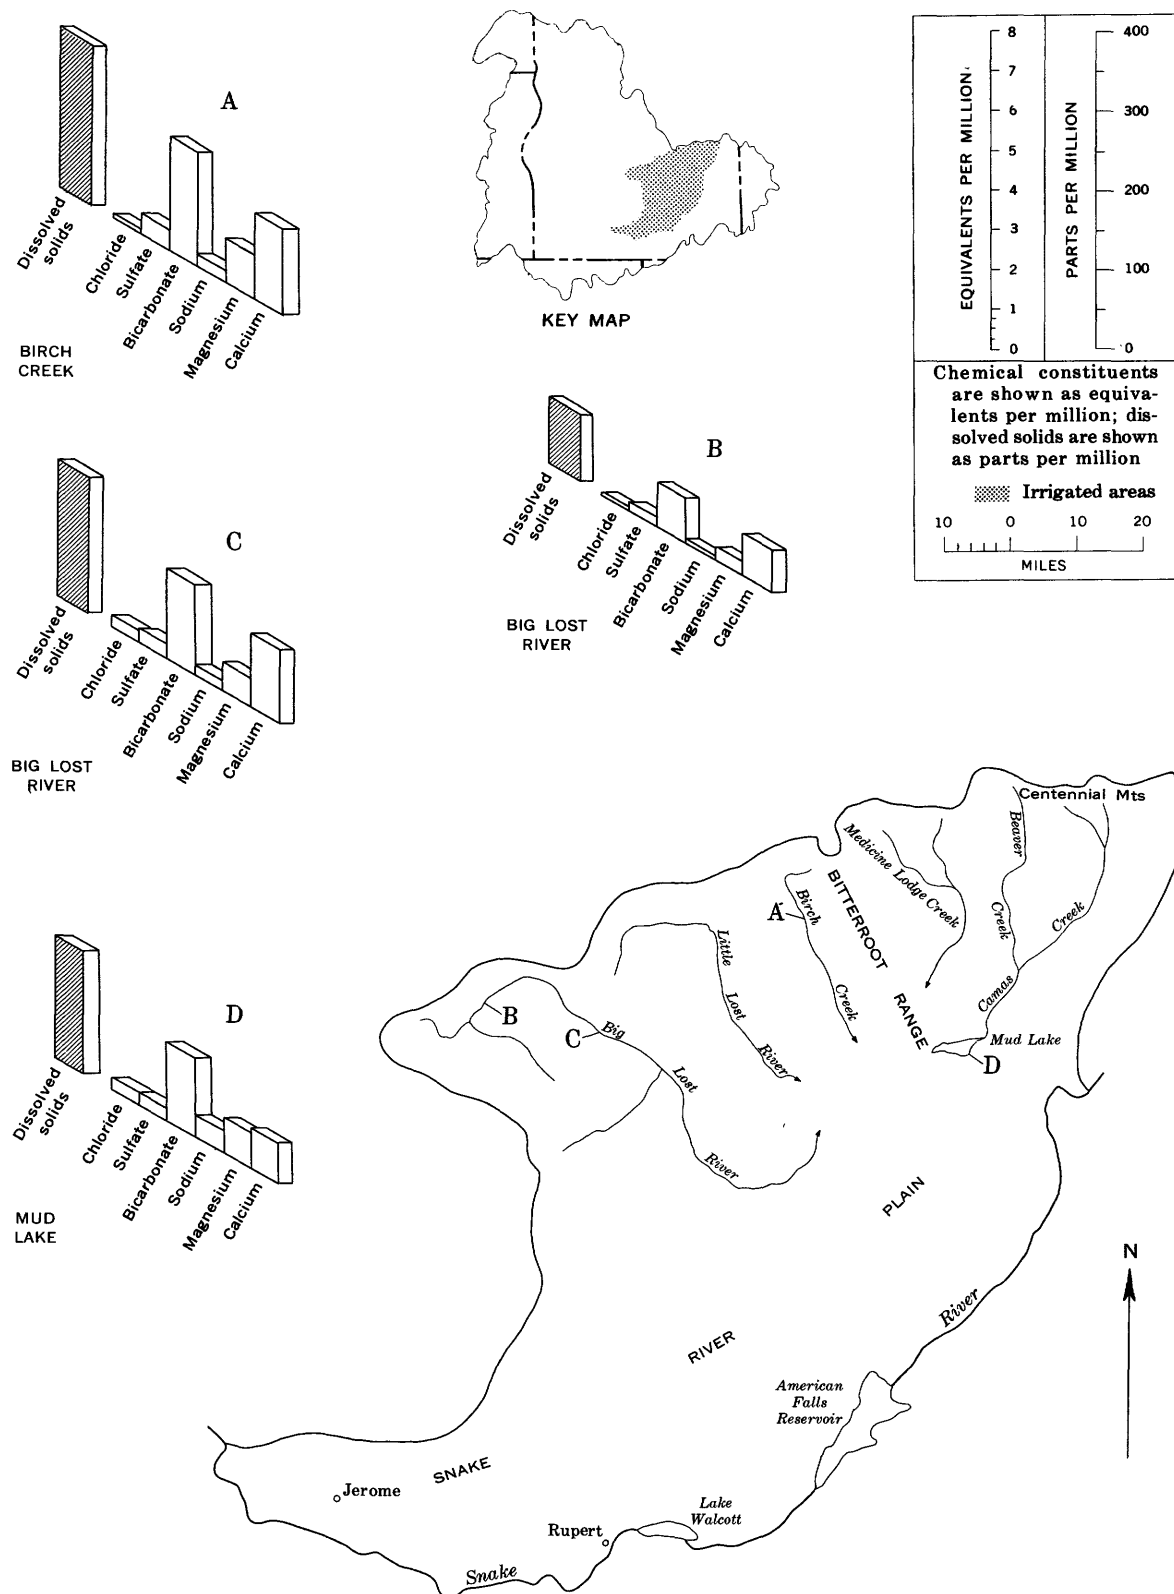 A
Dissolved
solids
Chloride
Sulfate
Bicarbonate
Sodium
Magnesium
Calcium
BIRCH
CREEK
KEY MAP
EQUIVALENTS PER MILLION
8
7
6
5
4
3
2
1
0
PARTS PER MILLION
400
300
200
100
0
Chemical constituents
are shown as equiva-
lents per million; dis-
solved solids are shown
as parts per million
Irrigated areas
10 0 10 20
MILES
B
Dissolved
solids
Chloride
Sulfate
Bicarbonate
Sodium
Magnesium
Calcium
BIG LOST
RIVER
C
Dissolved
solids
Chloride
Sulfate
Bicarbonate
Sodium
Magnesium
Calcium
BIG LOST
RIVER
D
Dissolved
solids
Chloride
Sulfate
Bicarbonate
Sodium
Magnesium
Calcium
MUD
LAKE
Centennial Mts
Beaver
Creek
Medicine Lodge Creek
Camas
Creek
BITTERROOT
RANGE
A
Birch
Creek
Little
Lost
River
B
C
Big
Lost
River
Mud Lake
D
PLAIN
RIVER
SNAKE
N
River
American
Falls
Reservoir
Lake
Walcott
Jerome
Rupert
Snake